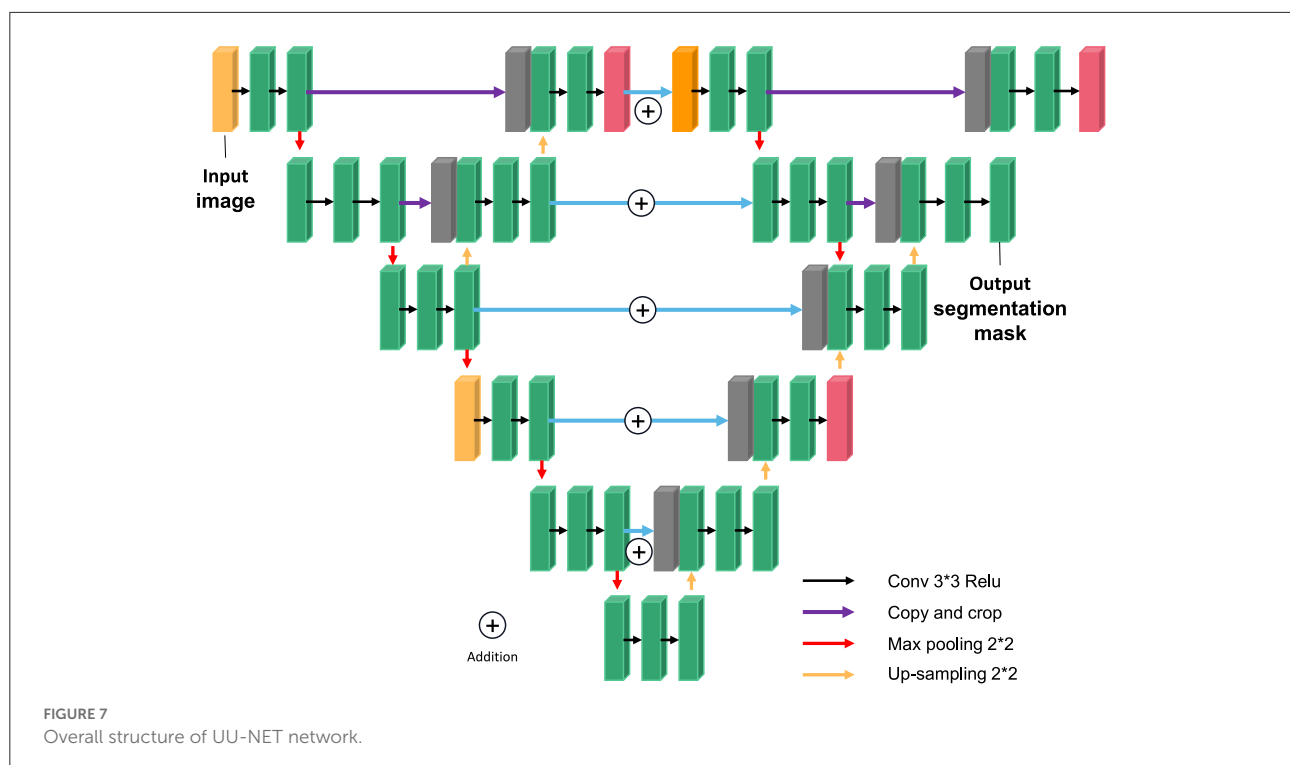 Input
image
Output
segmentation
mask
+
+
+
+
+
+
Addition
Conv 3*3 Relu
Copy and crop
Max pooling 2*2
Up-sampling 2*2
FIGURE 7
Overall structure of UU-NET network.